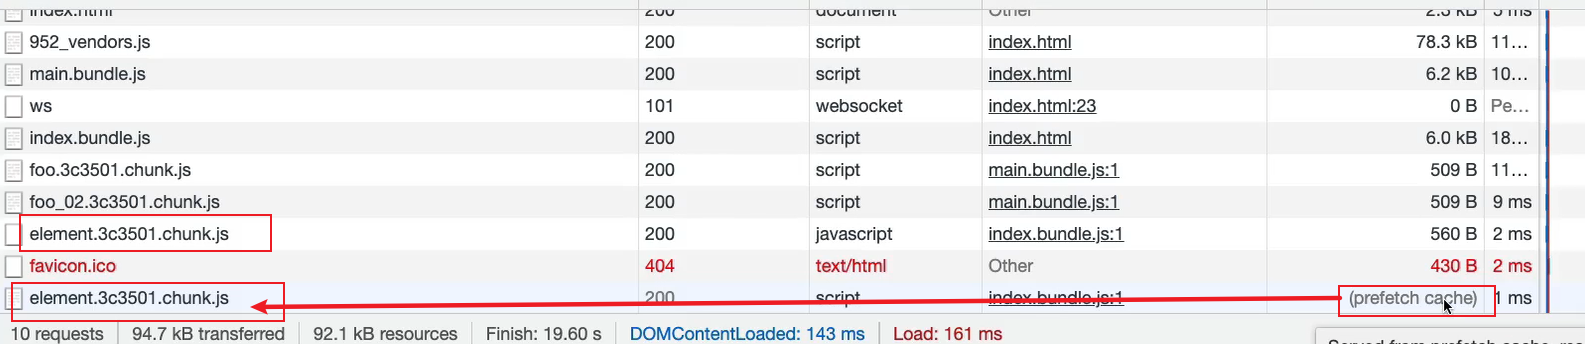 index.html 200 document Other 2.3 kB 5 ms
952_vendors.js 200 script index.html 78.3 kB 11…
main.bundle.js 200 script index.html 6.2 kB 10…
ws 101 websocket index.html:23 0 B Pe…
index.bundle.js 200 script index.html 6.0 kB 18…
foo.3c3501.chunk.js 200 script main.bundle.js:1 509 B 11…
foo_02.3c3501.chunk.js 200 script main.bundle.js:1 509 B 9 ms
element.3c3501.chunk.js 200 javascript index.bundle.js:1 560 B 2 ms
favicon.ico 404 text/html Other 430 B 2 ms
element.3c3501.chunk.js 200 script index.bundle.js:1 (prefetch cache) 1 ms
10 requests 94.7 kB transferred 92.1 kB resources Finish: 19.60 s DOMContentLoaded: 143 ms Load: 161 ms
Served from prefetch cache,